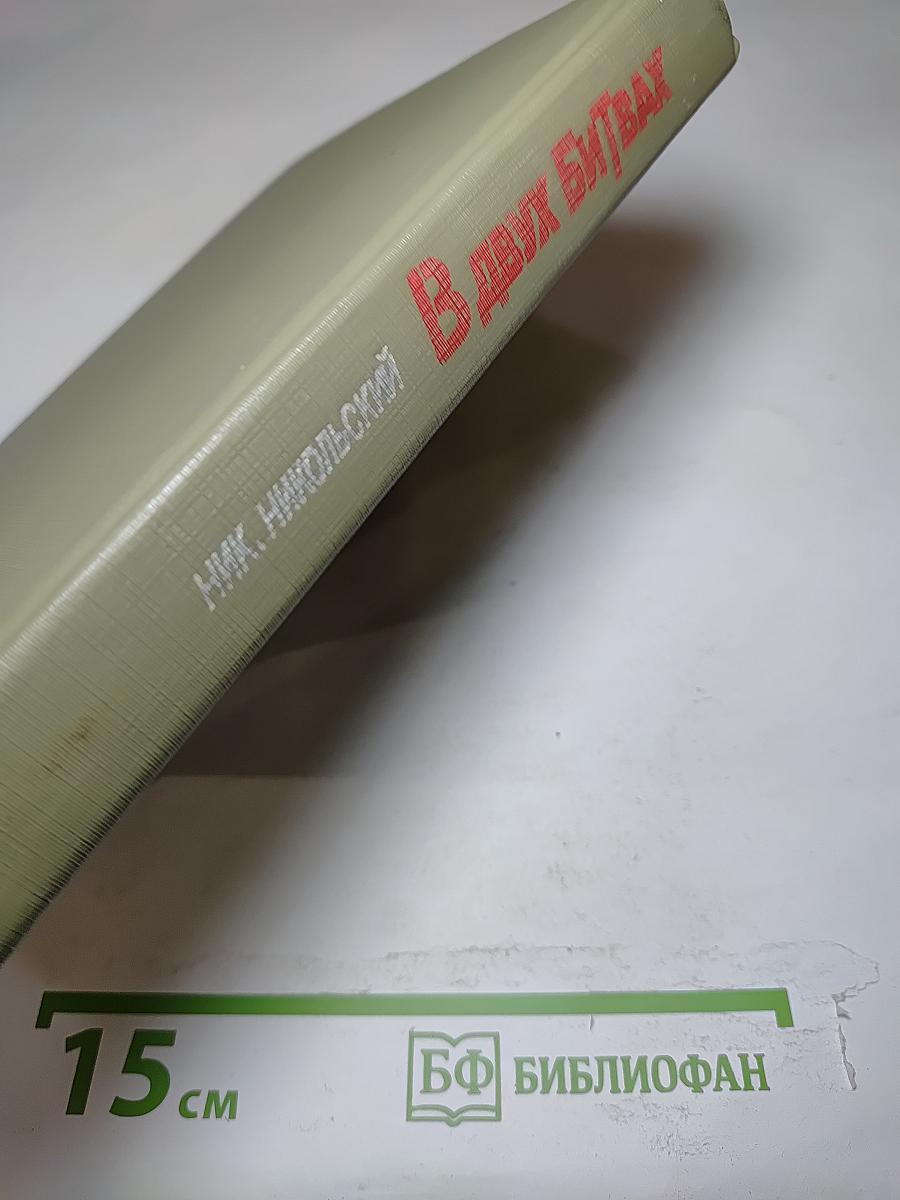 НИК. НИКОЛЬСКИЙ
В ДВУХ БИТВАХ
15 см
БФ БИБЛИОФАН